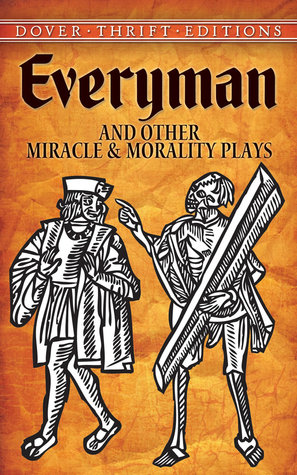 DOVER · THRIFT · EDITIONS
Everyman
AND OTHER
MIRACLE & MORALITY PLAYS